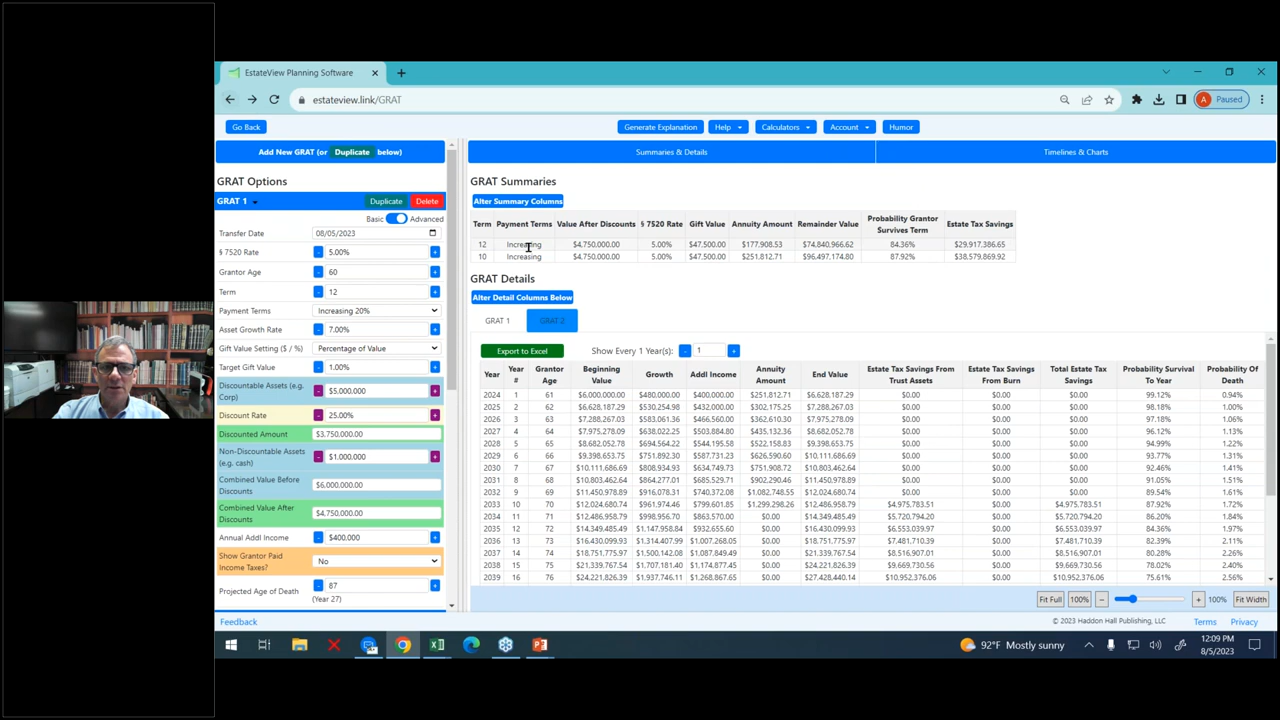 EstateView Planning Software
estateview.link/GRAT
A Paused
Go Back Generate Explanation Help Calculators Account Humor
Add New GRAT (or Duplicate below)
GRAT Options
GRAT 1 Duplicate Delete
Basic Advanced
Transfer Date 08/05/2023
§ 7520 Rate - 5.00% +
Grantor Age - 60 +
Term - 12 +
Payment Terms Increasing 20%
Asset Growth Rate - 7.00% +
Gift Value Setting ($ / %) Percentage of Value
Target Gift Value - 1.00% +
Discountable Assets (e.g. Corp) - $5,000.000 +
Discount Rate - 25.00% +
Discounted Amount $3,750,000.00
Non-Discountable Assets (e.g. cash) - $1,000.000 +
Combined Value Before Discounts $6,000,000.00
Combined Value After Discounts $4,750,000.00
Annual Addl Income - $400.000 +
Show Grantor Paid Income Taxes? No
Projected Age of Death - 87 +
(Year 27)
Feedback
Summaries & Details Timelines & Charts
GRAT Summaries
Alter Summary Columns
Term Payment Terms Value After Discounts § 7520 Rate Gift Value Annuity Amount Remainder Value Probability Grantor Survives Term Estate Tax Savings
12 Increasing $4,750,000.00 5.00% $47,500.00 $177,908.53 $74,840,966.62 84.36% $29,917,386.65
10 Increasing $4,750,000.00 5.00% $47,500.00 $251,812.71 $96,497,174.80 87.92% $38,579,869.92
GRAT Details
Alter Detail Columns Below
GRAT 1 GRAT 2
Export to Excel Show Every 1 Year(s): - 1 +
Year Year # Grantor Age Beginning Value Growth Addl Income Annuity Amount End Value Estate Tax Savings From Trust Assets Estate Tax Savings From Burn Total Estate Tax Savings Probability Survival To Year Probability Of Death
2024 1 61 $6,000,000.00 $480,000.00 $400,000.00 $251,812.71 $6,628,187.29 $0.00 $0.00 $0.00 99.12% 0.94%
2025 2 62 $6,628,187.29 $530,254.98 $432,000.00 $302,175.25 $7,288,267.03 $0.00 $0.00 $0.00 98.18% 1.00%
2026 3 63 $7,288,267.03 $583,061.36 $466,560.00 $362,610.30 $7,975,278.09 $0.00 $0.00 $0.00 97.18% 1.06%
2027 4 64 $7,975,278.09 $638,022.25 $503,884.80 $435,132.36 $8,682,052.78 $0.00 $0.00 $0.00 96.12% 1.13%
2028 5 65 $8,682,052.78 $694,564.22 $544,195.58 $522,158.83 $9,398,653.75 $0.00 $0.00 $0.00 94.99% 1.22%
2029 6 66 $9,398,653.75 $751,892.30 $587,731.23 $626,590.60 $10,111,686.69 $0.00 $0.00 $0.00 93.77% 1.31%
2030 7 67 $10,111,686.69 $808,934.93 $634,749.73 $751,908.72 $10,803,462.64 $0.00 $0.00 $0.00 92.46% 1.41%
2031 8 68 $10,803,462.64 $864,277.01 $685,529.71 $902,290.46 $11,450,978.89 $0.00 $0.00 $0.00 91.05% 1.51%
2032 9 69 $11,450,978.89 $916,078.31 $740,372.08 $1,082,748.55 $12,024,680.74 $0.00 $0.00 $0.00 89.54% 1.61%
2033 10 70 $12,024,680.74 $961,974.46 $799,601.85 $1,299,298.26 $12,486,958.79 $4,975,783.51 $0.00 $4,975,783.51 87.92% 1.72%
2034 11 71 $12,486,958.79 $998,956.70 $863,570.00 $0.00 $14,349,485.49 $5,720,794.20 $0.00 $5,720,794.20 86.20% 1.84%
2035 12 72 $14,349,485.49 $1,147,958.84 $932,655.60 $0.00 $16,430,099.93 $6,553,039.97 $0.00 $6,553,039.97 84.36% 1.97%
2036 13 73 $16,430,099.93 $1,314,407.99 $1,007,268.05 $0.00 $18,751,775.97 $7,481,710.39 $0.00 $7,481,710.39 82.39% 2.11%
2037 14 74 $18,751,775.97 $1,500,142.08 $1,087,849.49 $0.00 $21,339,767.54 $8,516,907.01 $0.00 $8,516,907.01 80.28% 2.26%
2038 15 75 $21,339,767.54 $1,707,181.40 $1,174,877.45 $0.00 $24,221,826.39 $9,669,730.56 $0.00 $9,669,730.56 78.02% 2.40%
2039 16 76 $24,221,826.39 $1,937,746.11 $1,268,867.65 $0.00 $27,428,440.14 $10,952,376.06 $0.00 $10,952,376.06 75.61% 2.56%
Fit Full 100% - + 100% Fit Width
© 2023 Haddon Hall Publishing, LLC Terms Privacy
92°F Mostly sunny
12:09 PM
8/5/2023